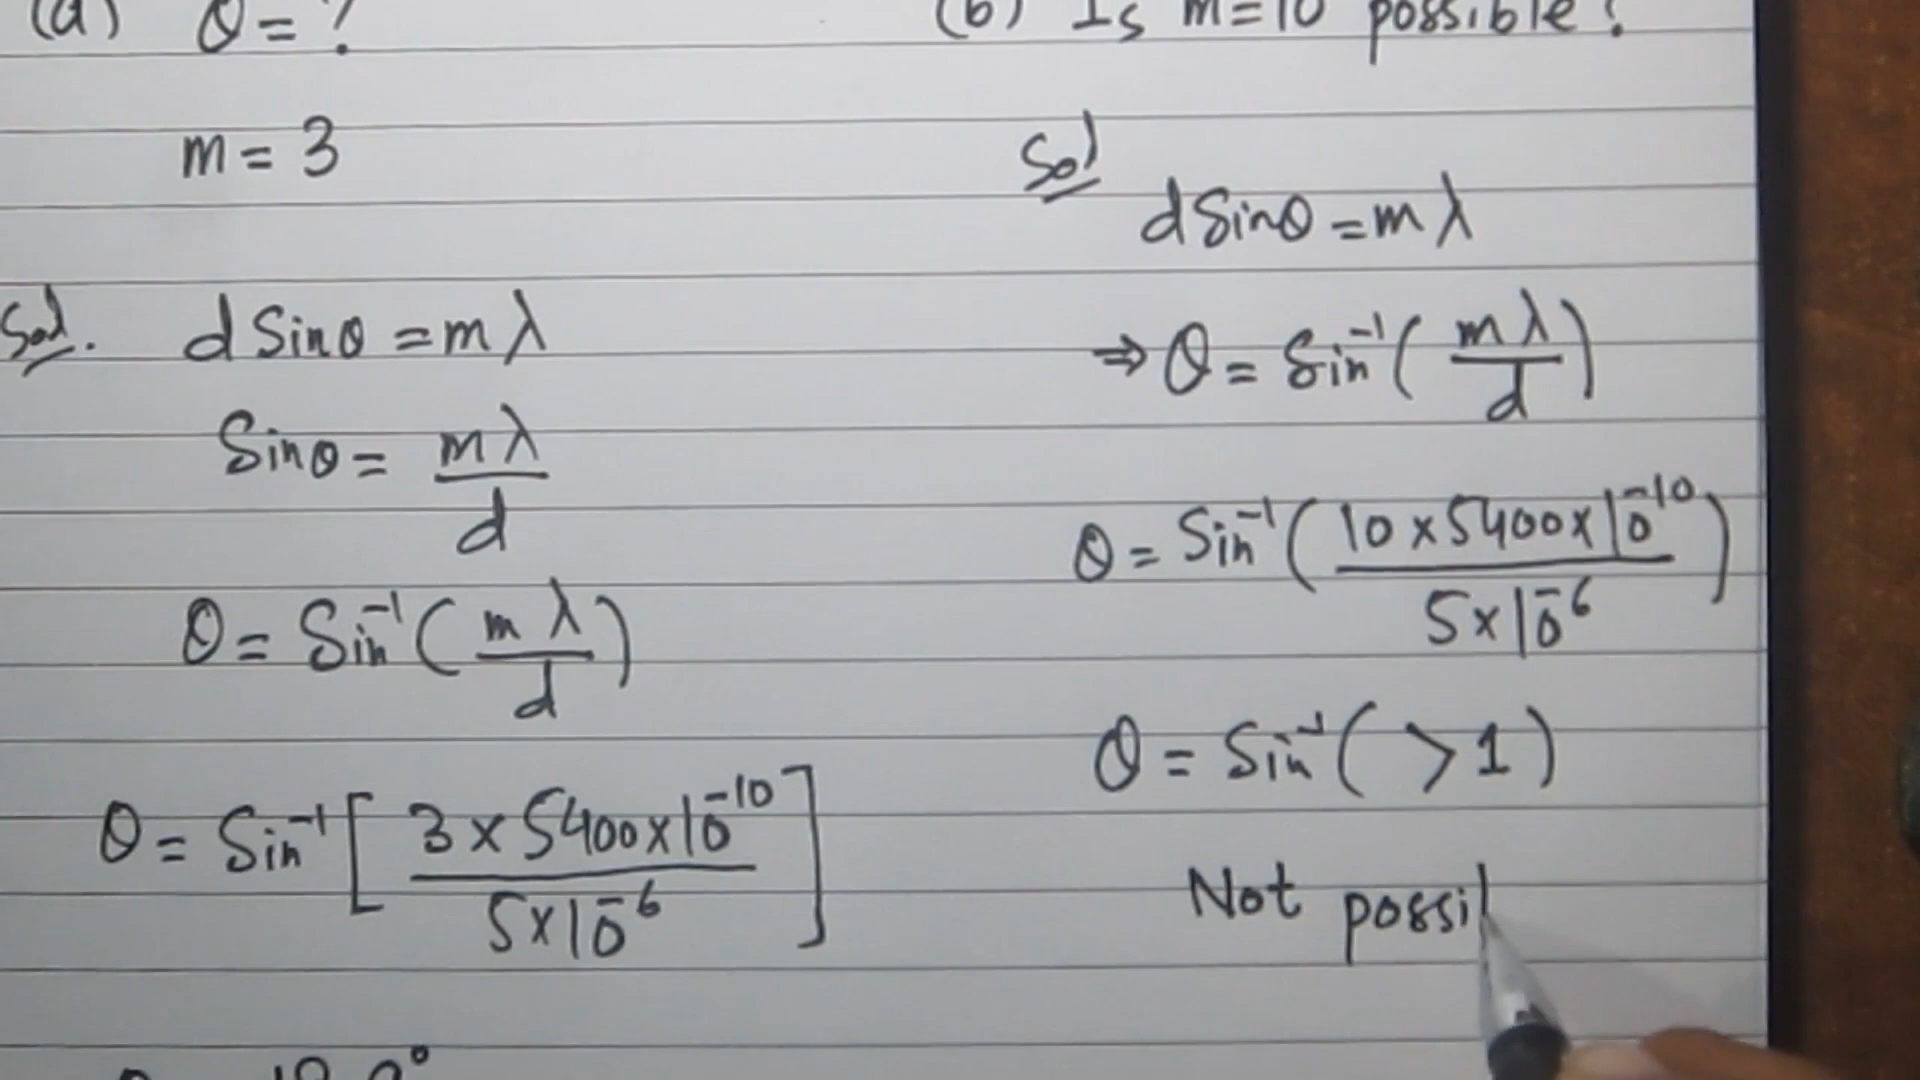 (a) θ = ?
m = 3
Sol. d Sinθ = mλ
Sinθ = mλ/d
θ = Sin⁻¹(mλ/d)
θ = Sin⁻¹[3 × 5400 × 10⁻¹⁰ / 5 × 10⁻⁶]
(b) Is m = 10 possible?
Sol
d Sinθ = mλ
⇒ θ = Sin⁻¹(mλ/d)
θ = Sin⁻¹(10 × 5400 × 10⁻¹⁰ / 5 × 10⁻⁶)
θ = Sin⁻¹( > 1 )
Not possil